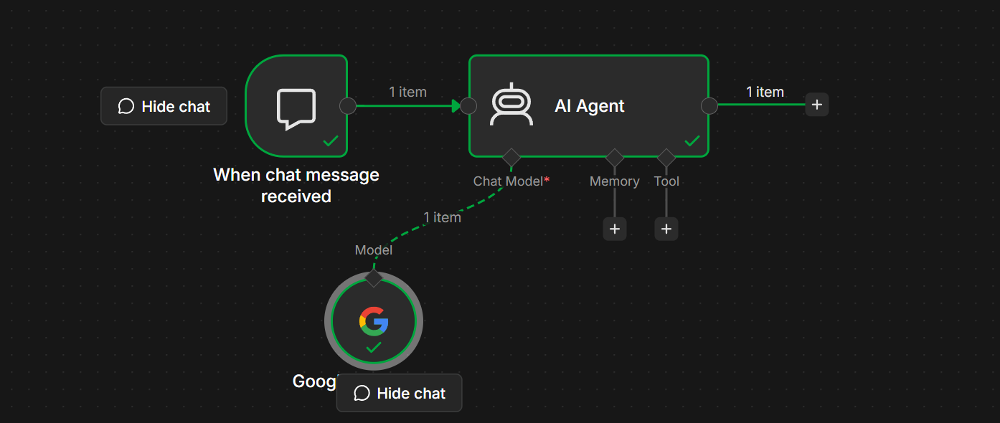 1 item
1 item
Hide chat
AI Agent
When chat message
received
Chat Model*
Memory
Tool
1 item
Model
Goog
Hide chat